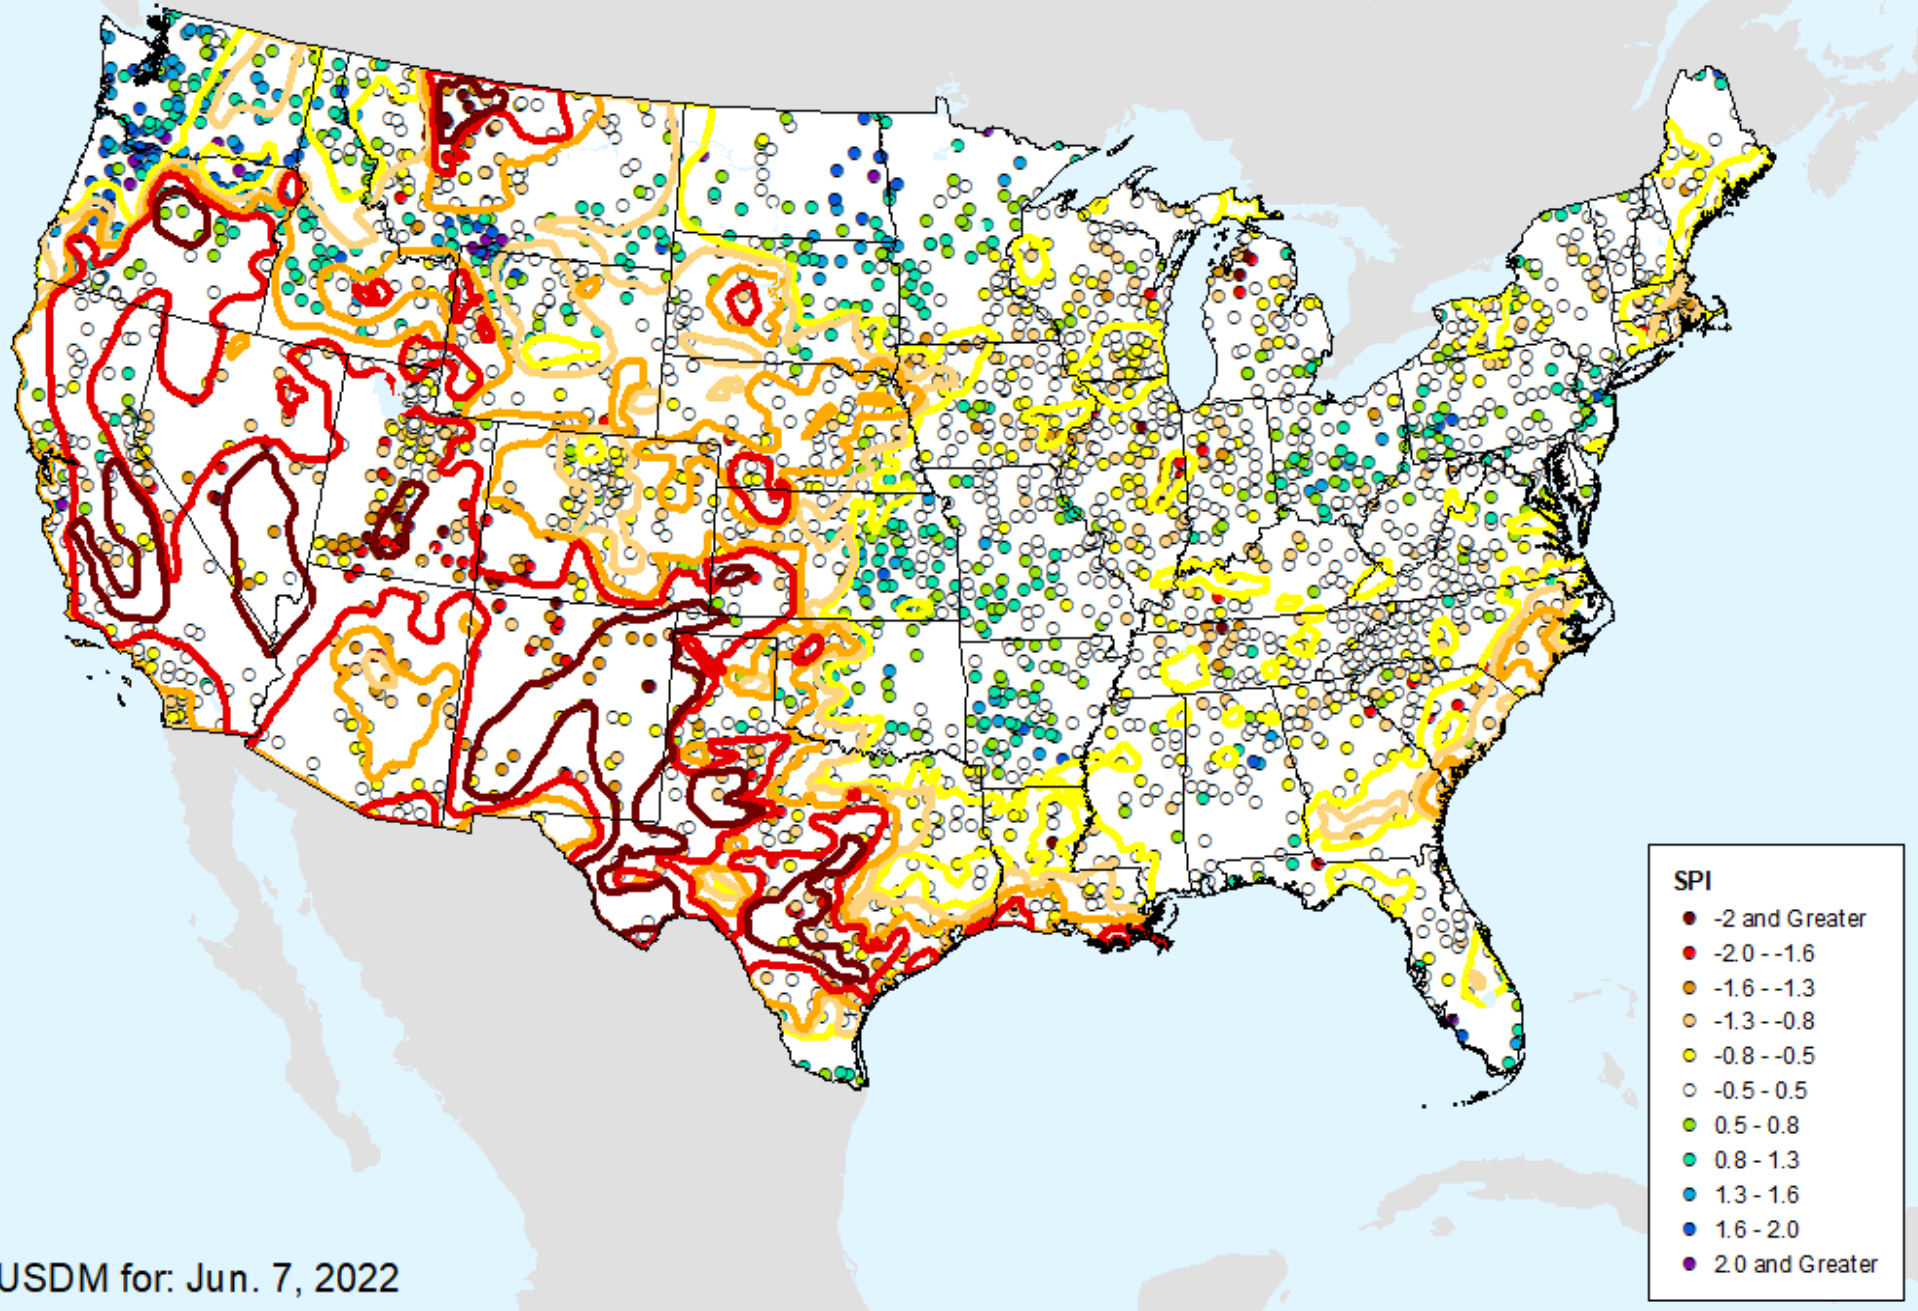 SPI
-2 and Greater
-2.0 - -1.6
-1.6 - -1.3
-1.3 - -0.8
-0.8 - -0.5
-0.5 - 0.5
0.5 - 0.8
0.8 - 1.3
1.3 - 1.6
1.6 - 2.0
2.0 and Greater
USDM for: Jun. 7, 2022